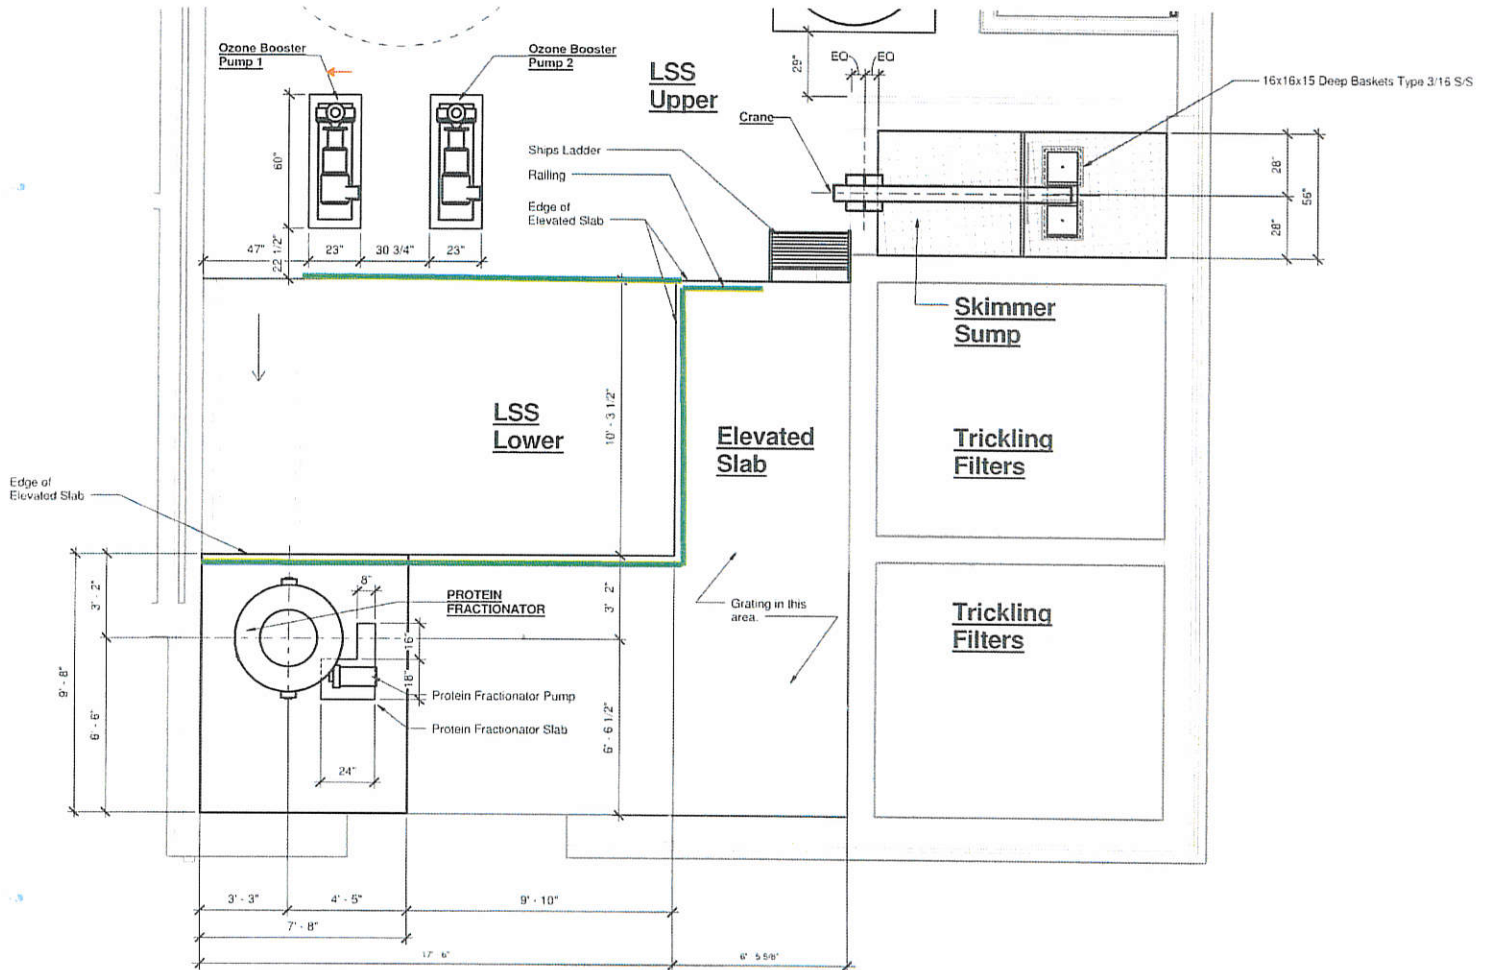 Ozone Booster
Pump 1
Ozone Booster
Pump 2
LSS
Upper
29"
EQ
EQ
16x16x15 Deep Baskets Type 3/16 S/S
Crane
60"
Ships Ladder
Railing
Edge of
Elevated Slab
28"
56"
28"
47"
22 1/2"
23"
30 3/4"
23"
Skimmer
Sump
LSS
Lower
10' - 3 1/2"
Elevated
Slab
Trickling
Filters
Edge of
Elevated Slab
3' - 2"
9' - 8"
6' - 6"
8"
PROTEIN
FRACTIONATOR
16"
18"
3' 2"
Grating in this
area.
Trickling
Filters
Protein Fractionator Pump
Protein Fractionator Slab
6' - 6 1/2"
24"
3' - 3"
4' - 5"
9' - 10"
7' - 8"
17' 6"
6' 5 5/8"